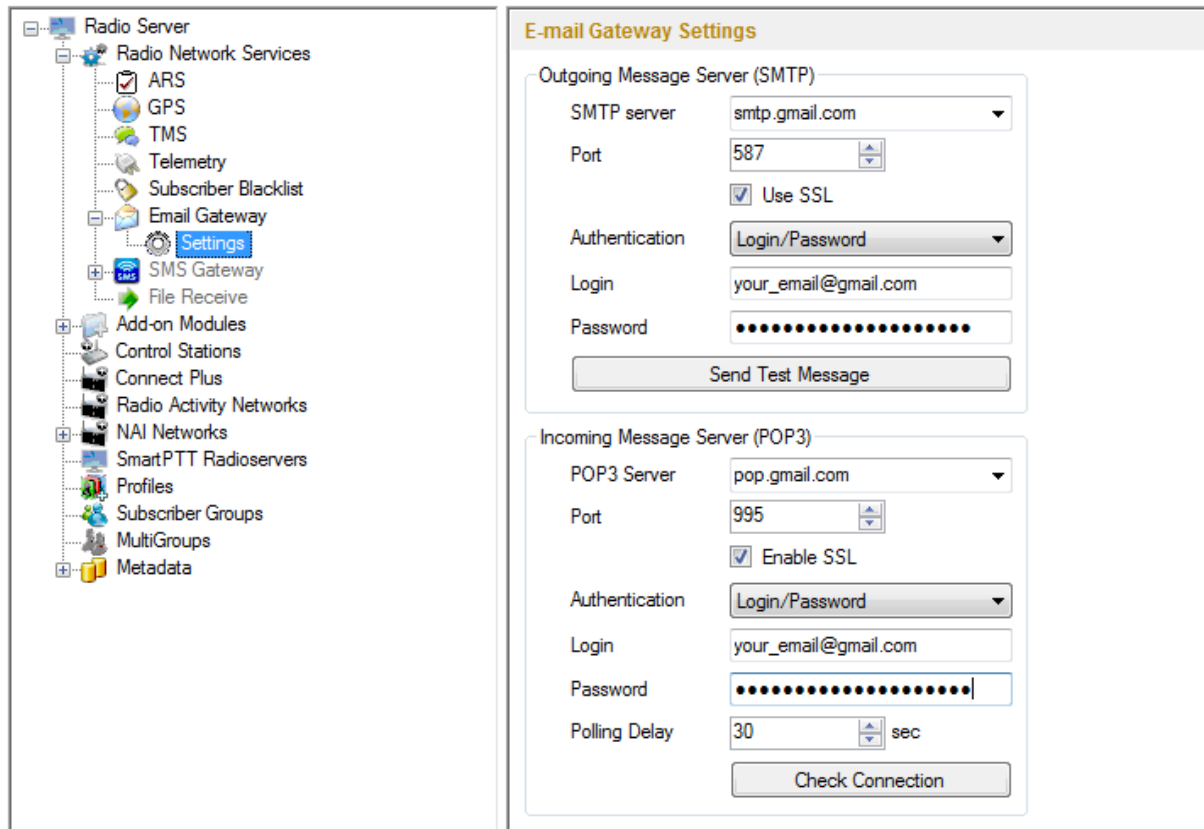 Radio Server
Radio Network Services
ARS
GPS
TMS
Telemetry
Subscriber Blacklist
Email Gateway
Settings
SMS
SMS Gateway
File Receive
Add-on Modules
Control Stations
Connect Plus
Radio Activity Networks
NAI Networks
SmartPTT Radioservers
Profiles
Subscriber Groups
MultiGroups
Metadata
E-mail Gateway Settings
Outgoing Message Server (SMTP)
SMTP server smtp.gmail.com
Port 587
Use SSL
Authentication Login/Password
Login your_email@gmail.com
Password ●●●●●●●●●●●●●●●●●●●●
Send Test Message
Incoming Message Server (POP3)
POP3 Server pop.gmail.com
Port 995
Enable SSL
Authentication Login/Password
Login your_email@gmail.com
Password ●●●●●●●●●●●●●●●●●●●●
Polling Delay 30 sec
Check Connection